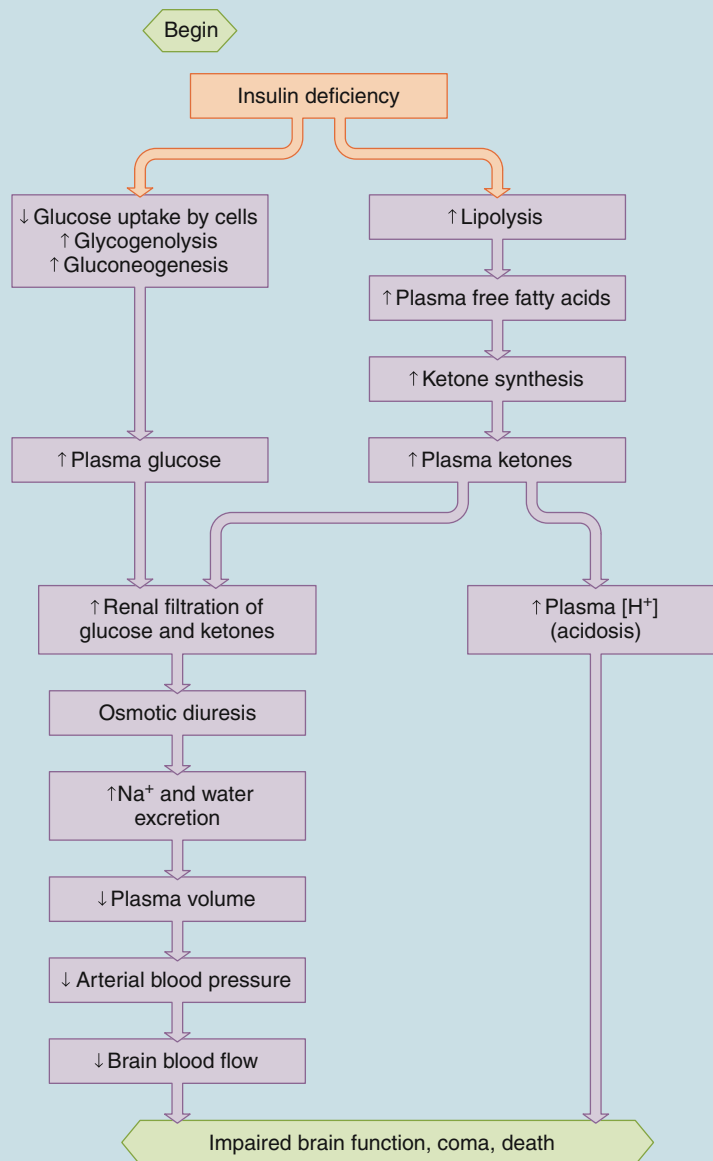 Begin
Insulin deficiency
↓Glucose uptake by cells
↑Glycogenolysis
↑Gluconeogenesis
↑Lipolysis
↑Plasma free fatty acids
↑Ketone synthesis
↑Plasma glucose
↑Plasma ketones
↑Renal filtration of
glucose and ketones
↑Plasma [H⁺]
(acidosis)
Osmotic diuresis
↑Na⁺ and water
excretion
↓Plasma volume
↓Arterial blood pressure
↓Brain blood flow
Impaired brain function, coma, death